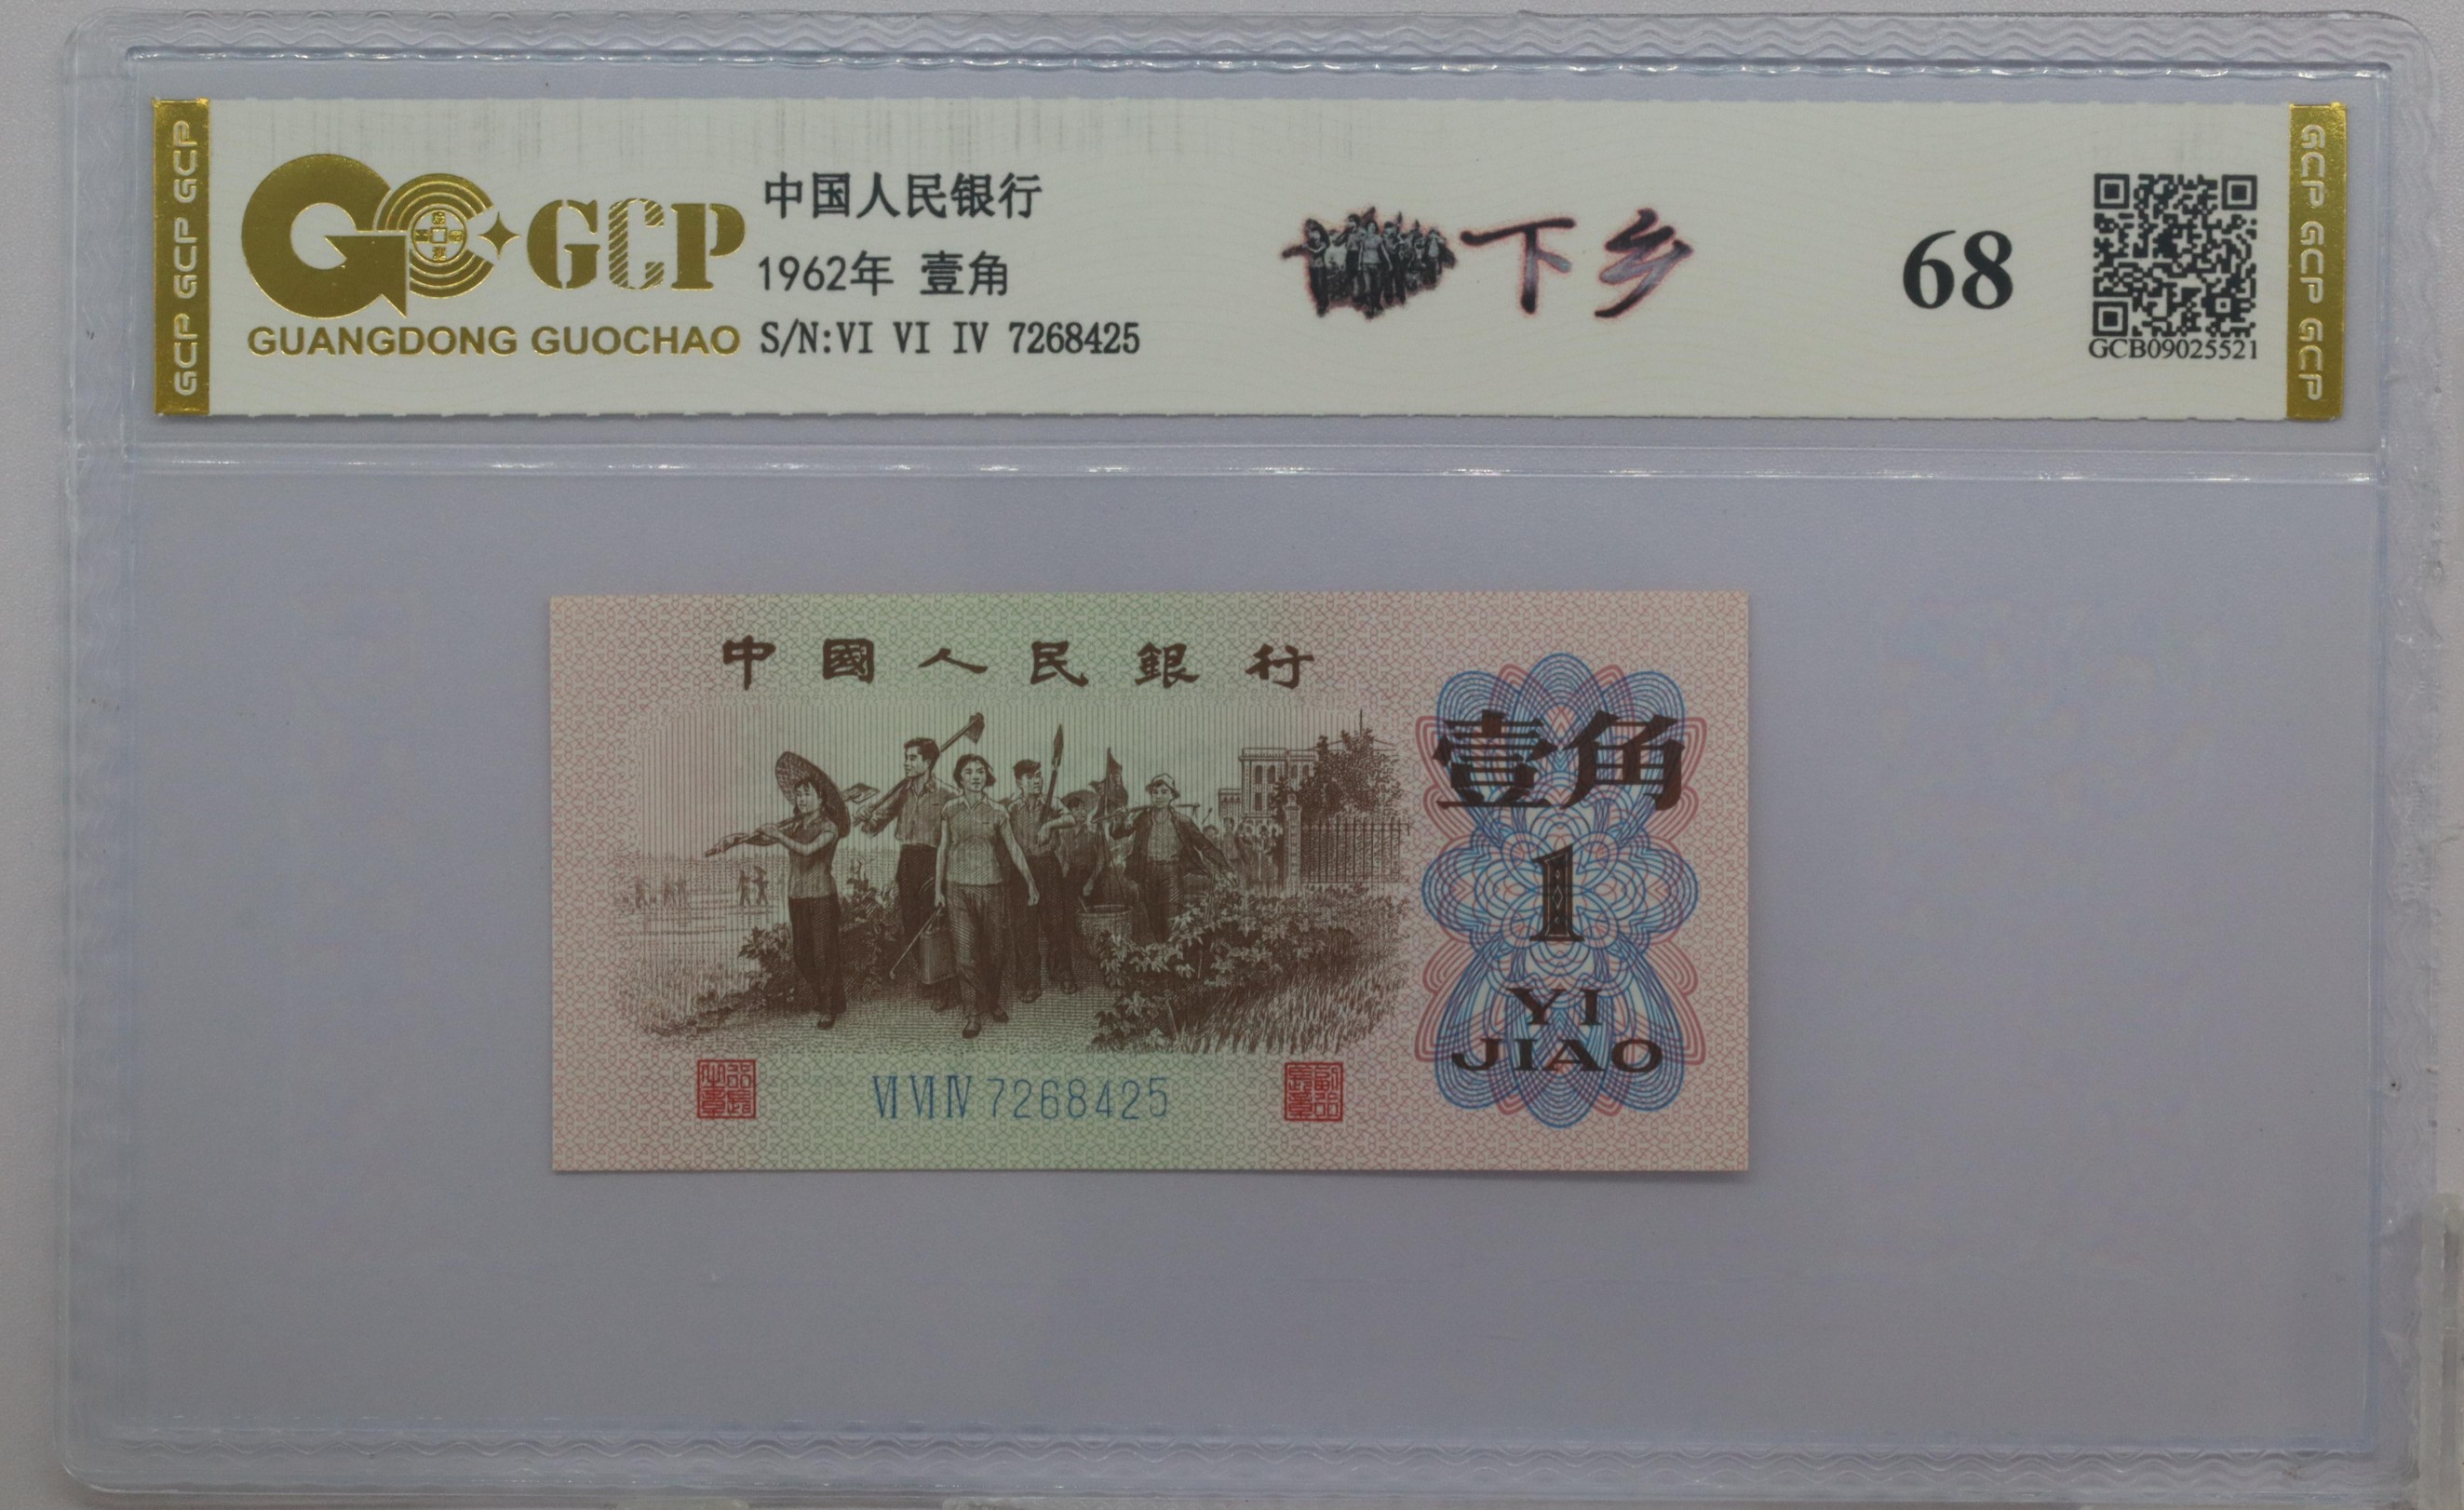 GCP GCP GCP
GCP
GUANGDONG GUOCHAO
中国人民银行
1962年 壹角
S/N:VI VI IV 7268425
下乡
68
GCB09025521
GCP GCP GCP
中國人民銀行
壹角
1
YI
JIAO
VI VI IV 7268425